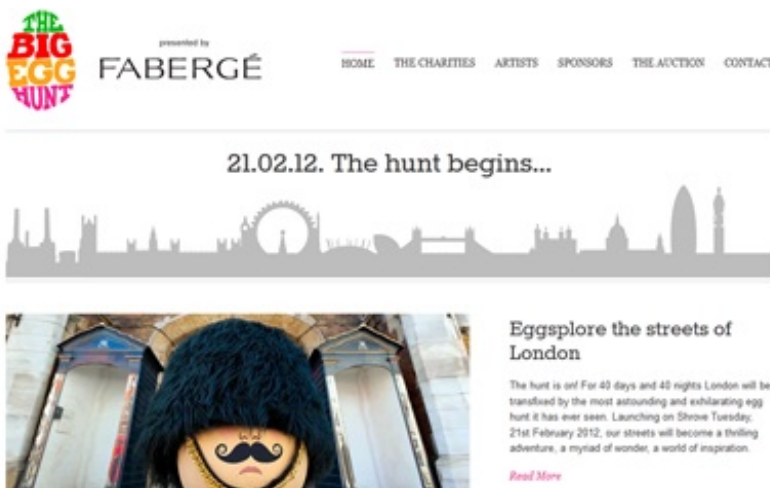 THE
BIG
EGG
HUNT
presented by
FABERGÉ
HOME THE CHARITIES ARTISTS SPONSORS THE AUCTION CONTACT
21.02.12. The hunt begins...
Eggsplore the streets of
London
The hunt is on! For 40 days and 40 nights London will be
transfixed by the most astounding and exhilarating egg
hunt it has ever seen. Launching on Shrove Tuesday,
21st February 2012, our streets will become a thrilling
adventure, a myriad of wonder, a world of inspiration.
Read More